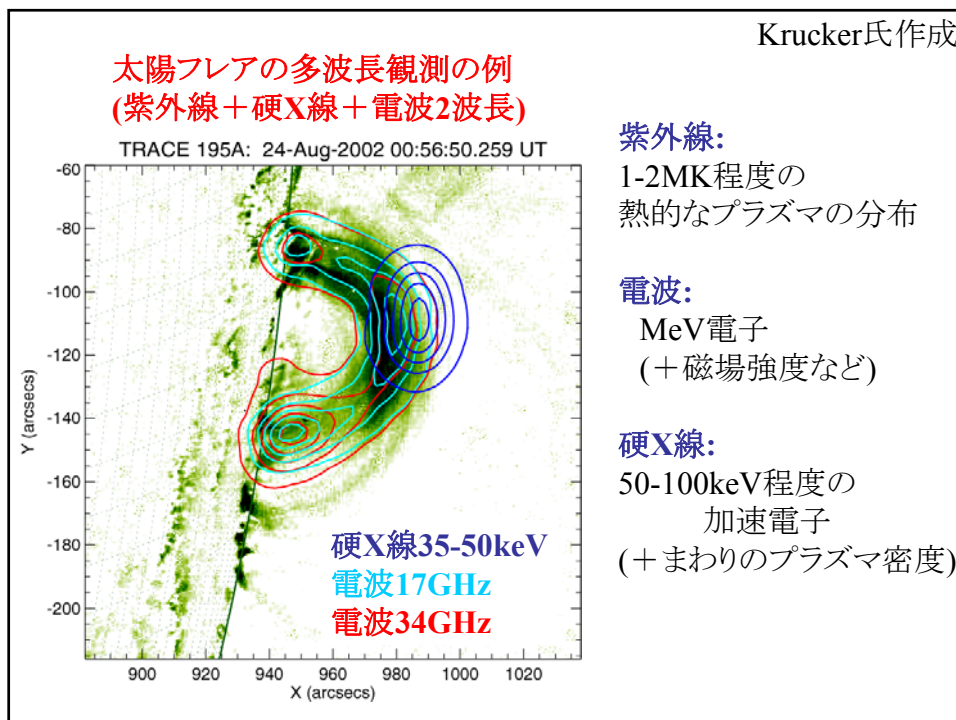 Krucker氏作成
太陽フレアの多波長観測の例
(紫外線＋硬X線＋電波2波長)
TRACE 195A: 24-Aug-2002 00:56:50.259 UT
-60
-80
-100
-120
-140
-160
-180
-200
Y (arcsecs)
900 920 940 960 980 1000 1020
X (arcsecs)
硬X線35-50keV
電波17GHz
電波34GHz
紫外線:
1-2MK程度の
熱的なプラズマの分布
電波:
MeV電子
(＋磁場強度など)
硬X線:
50-100keV程度の
加速電子
(＋まわりのプラズマ密度)